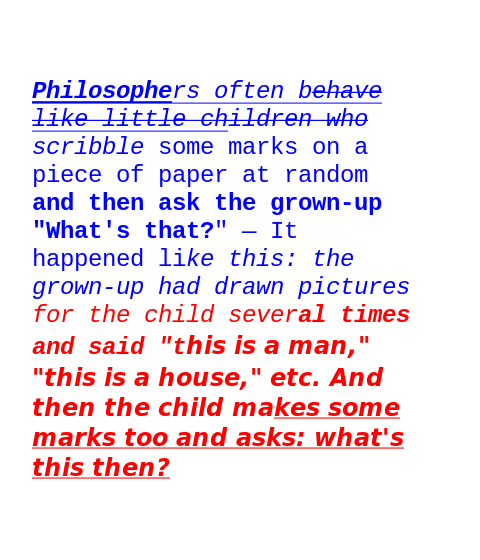 Philosophers often behave
like little children who
scribble some marks on a
piece of paper at random
and then ask the grown-up
"What's that?" — It
happened like this: the
grown-up had drawn pictures
for the child several times
and said "this is a man,"
"this is a house," etc. And
then the child makes some
marks too and asks: what's
this then?